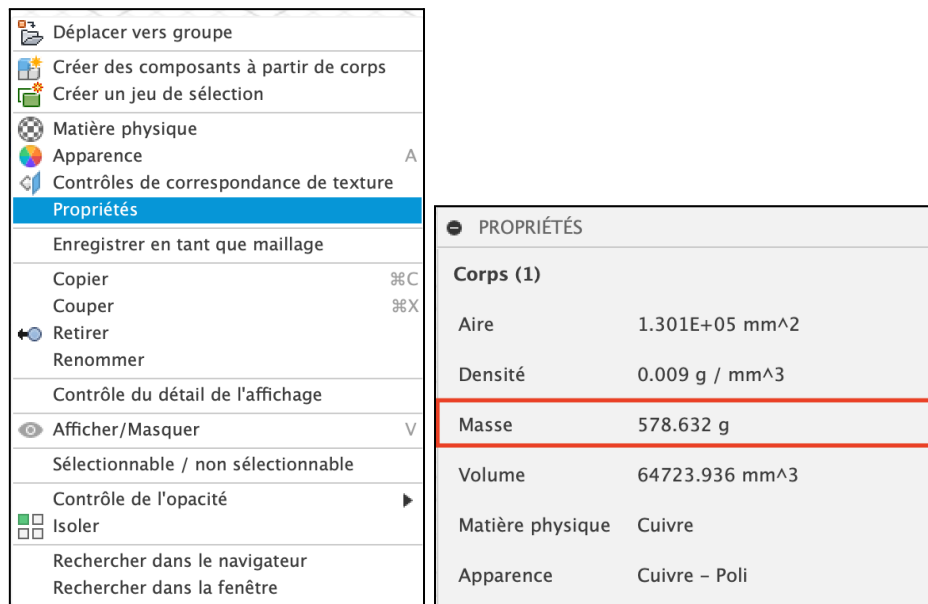 Déplacer vers groupe
Créer des composants à partir de corps
Créer un jeu de sélection
Matière physique
Apparence A
Contrôles de correspondance de texture
Propriétés
Enregistrer en tant que maillage
Copier ⌘C
Couper ⌘X
Retirer
Renommer
Contrôle du détail de l'affichage
Afficher/Masquer V
Sélectionnable / non sélectionnable
Contrôle de l'opacité
Isoler
Rechercher dans le navigateur
Rechercher dans la fenêtre
PROPRIÉTÉS
Corps (1)
Aire 1.301E+05 mm^2
Densité 0.009 g / mm^3
Masse 578.632 g
Volume 64723.936 mm^3
Matière physique Cuivre
Apparence Cuivre - Poli